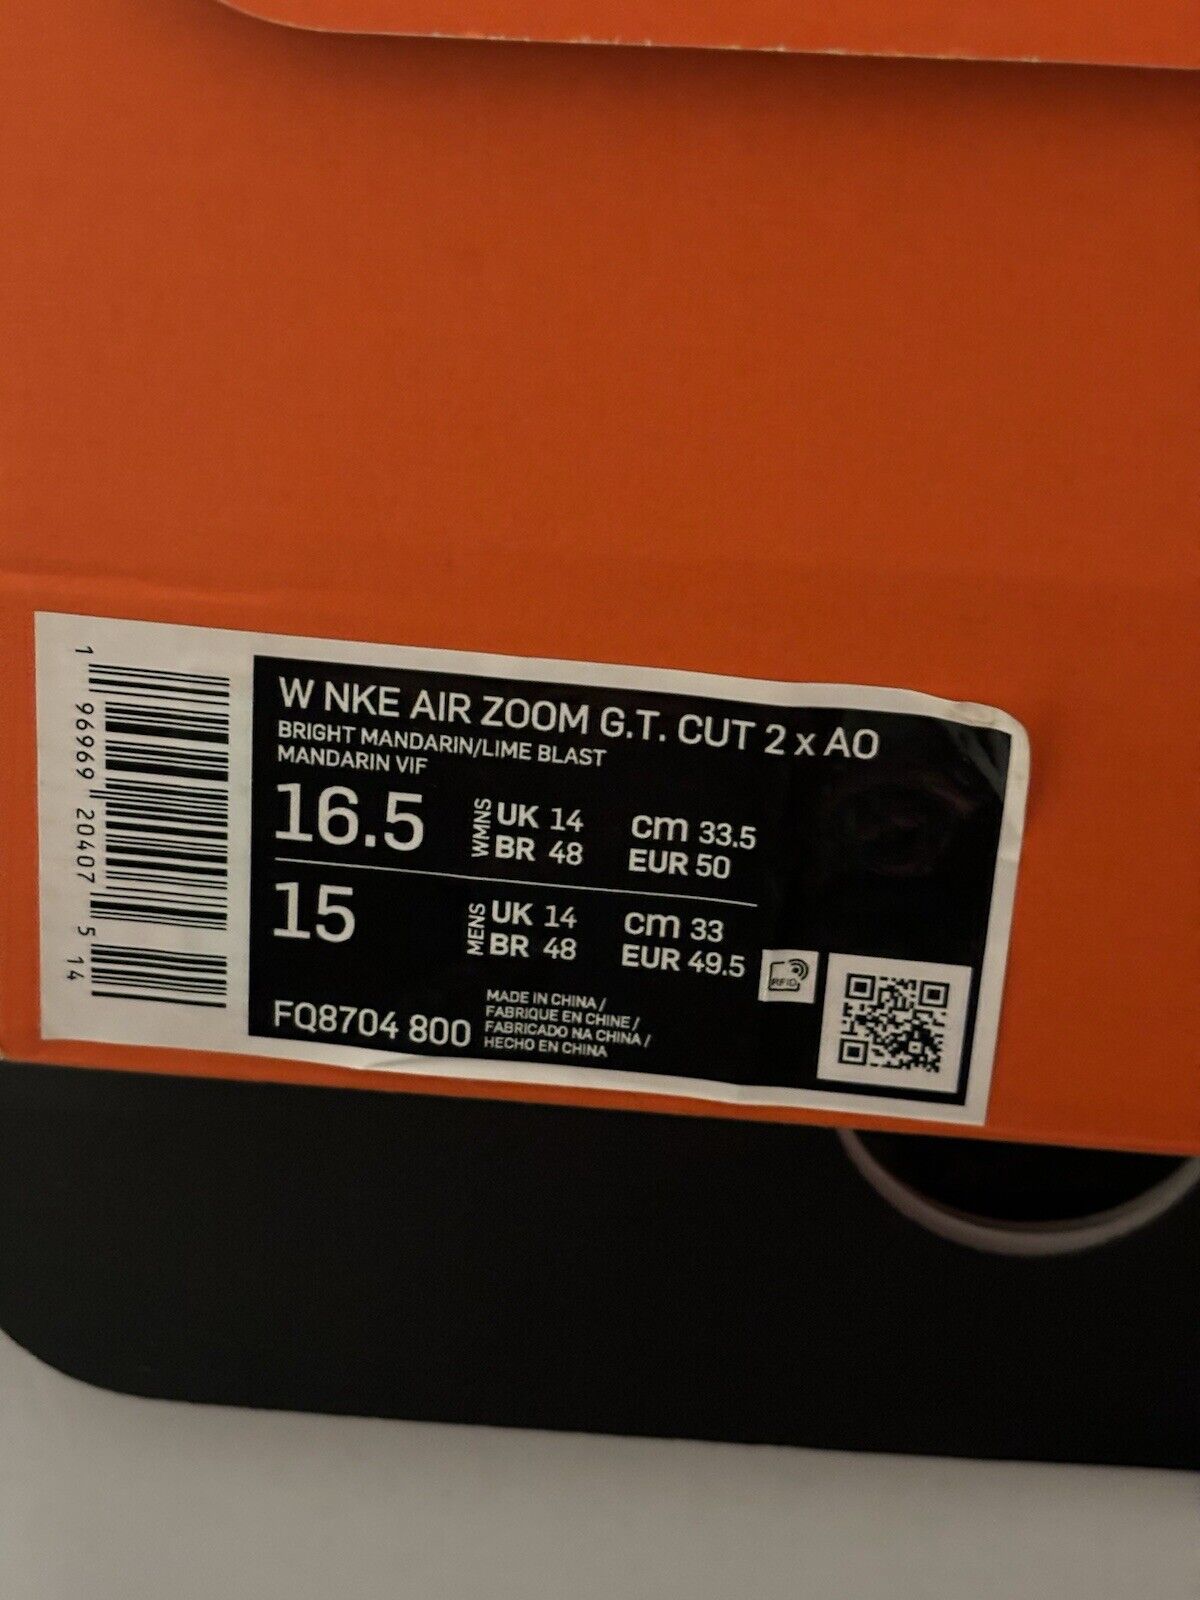 W NKE AIR ZOOM G.T. CUT 2 x AO
BRIGHT MANDARIN/LIME BLAST
MANDARIN VIF
16.5 WMNS UK 14 cm 33.5
BR 48 EUR 50
15 MENS UK 14 cm 33
BR 48 EUR 49.5
RFID
FQ8704 800
MADE IN CHINA /
FABRIQUE EN CHINE /
FABRICADO NA CHINA /
HECHO EN CHINA
1 96969 20407 5 14